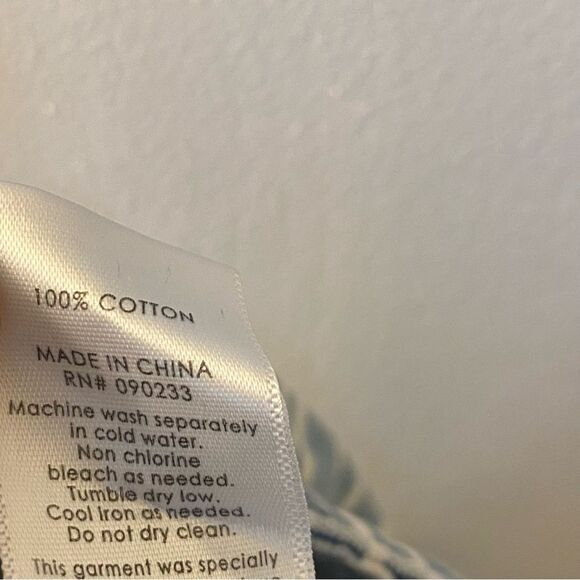 100% COTTON
MADE IN CHINA
RN# 090233
Machine wash separately
in cold water.
Non chlorine
bleach as needed.
Tumble dry low.
Cool Iron as needed.
Do not dry clean.
This garment was specially